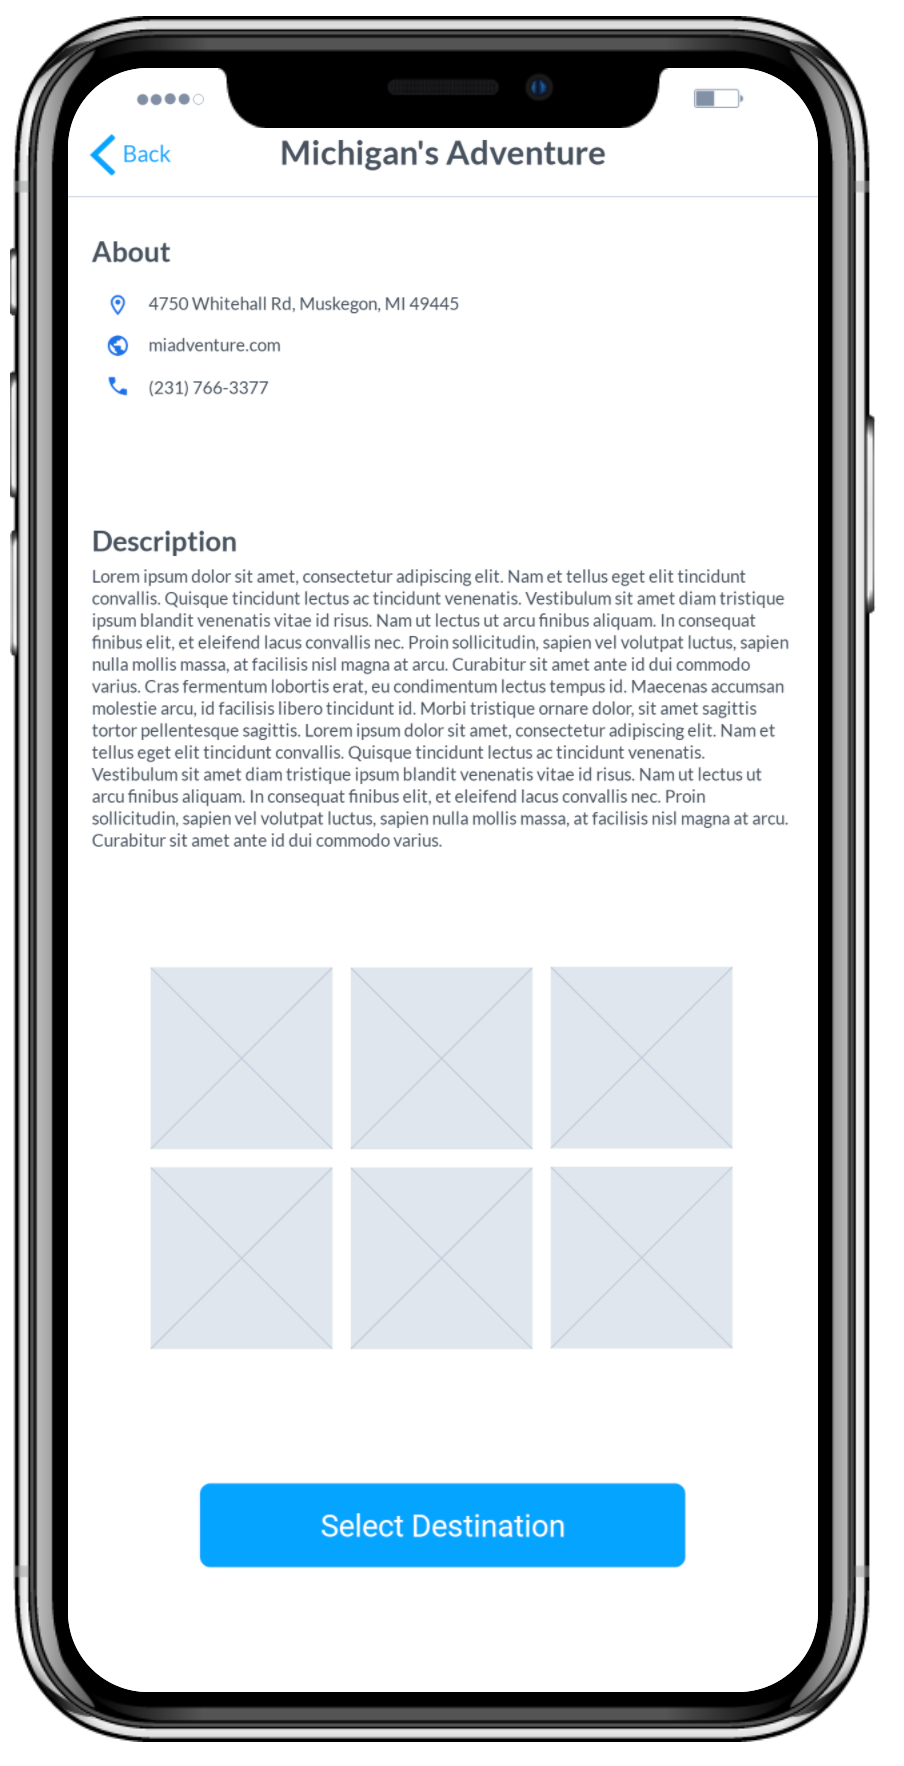 Back
Michigan's Adventure
About
4750 Whitehall Rd, Muskegon, MI 49445
miadventure.com
(231) 766-3377
Description
Lorem ipsum dolor sit amet, consectetur adipiscing elit. Nam et tellus eget elit tincidunt
convallis. Quisque tincidunt lectus ac tincidunt venenatis. Vestibulum sit amet diam tristique
ipsum blandit venenatis vitae id risus. Nam ut lectus ut arcu finibus aliquam. In consequat
finibus elit, et eleifend lacus convallis nec. Proin sollicitudin, sapien vel volutpat luctus, sapien
nulla mollis massa, at facilisis nisl magna at arcu. Curabitur sit amet ante id dui commodo
varius. Cras fermentum lobortis erat, eu condimentum lectus tempus id. Maecenas accumsan
molestie arcu, id facilisis libero tincidunt id. Morbi tristique ornare dolor, sit amet sagittis
tortor pellentesque sagittis. Lorem ipsum dolor sit amet, consectetur adipiscing elit. Nam et
tellus eget elit tincidunt convallis. Quisque tincidunt lectus ac tincidunt venenatis.
Vestibulum sit amet diam tristique ipsum blandit venenatis vitae id risus. Nam ut lectus ut
arcu finibus aliquam. In consequat finibus elit, et eleifend lacus convallis nec. Proin
sollicitudin, sapien vel volutpat luctus, sapien nulla mollis massa, at facilisis nisl magna at arcu.
Curabitur sit amet ante id dui commodo varius.
Select Destination